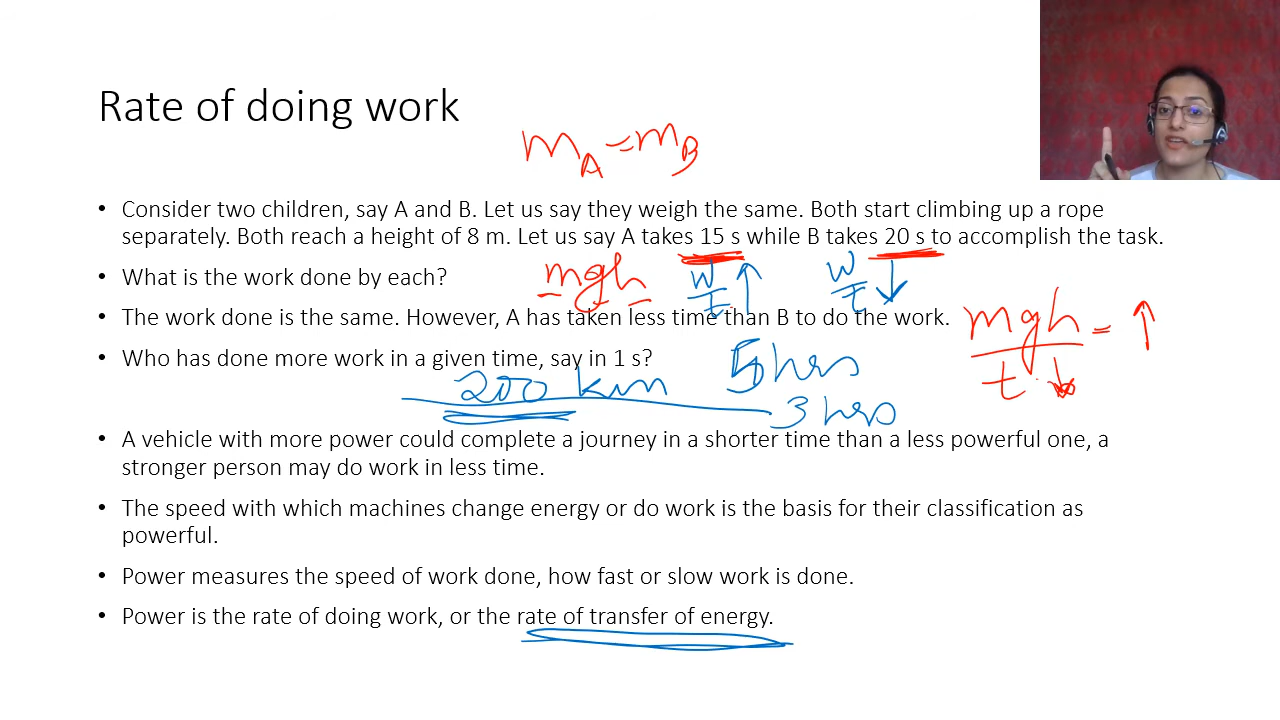 Rate of doing work
mA = mB
• Consider two children, say A and B. Let us say they weigh the same. Both start climbing up a rope
separately. Both reach a height of 8 m. Let us say A takes 15 s while B takes 20 s to accomplish the task.
• What is the work done by each?
mgh W/t ↑ W/t ↓
• The work done is the same. However, A has taken less time than B to do the work.
mgh/t ↓ = ↑
• Who has done more work in a given time, say in 1 s?
200 km 5 hrs
3 hrs
• A vehicle with more power could complete a journey in a shorter time than a less powerful one, a
stronger person may do work in less time.
• The speed with which machines change energy or do work is the basis for their classification as
powerful.
• Power measures the speed of work done, how fast or slow work is done.
• Power is the rate of doing work, or the rate of transfer of energy.